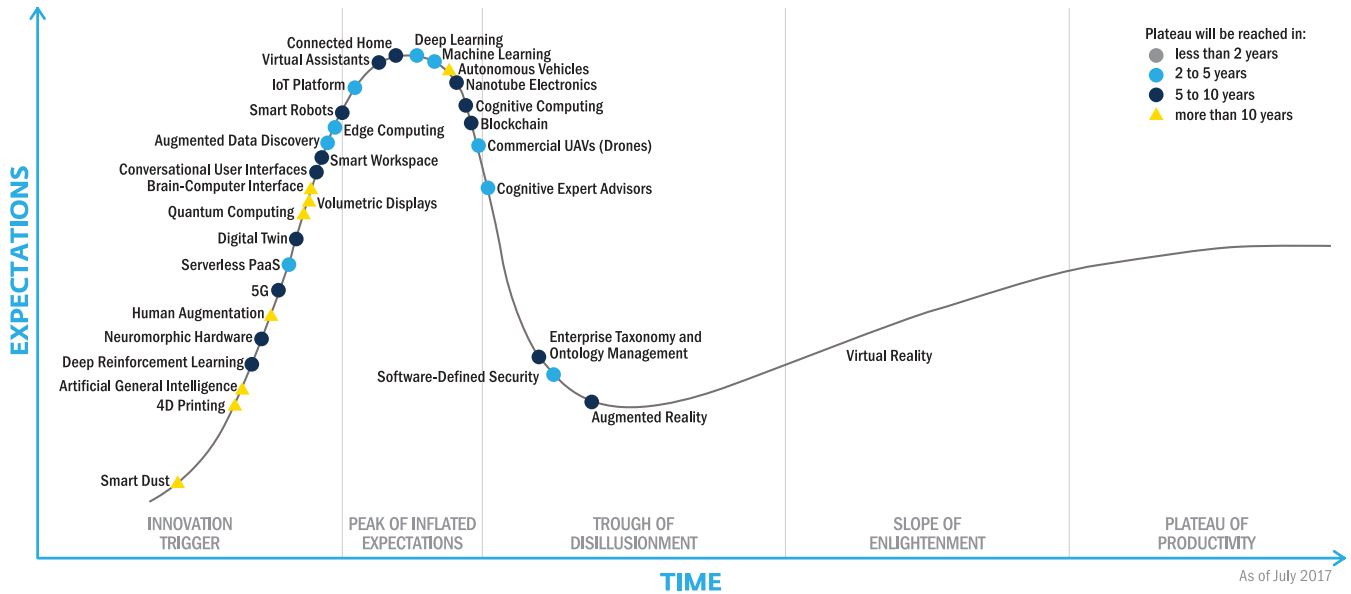 Plateau will be reached in:
less than 2 years
2 to 5 years
5 to 10 years
more than 10 years
EXPECTATIONS
Connected Home
Deep Learning
Virtual Assistants
Machine Learning
Autonomous Vehicles
IoT Platform
Nanotube Electronics
Smart Robots
Cognitive Computing
Edge Computing
Blockchain
Augmented Data Discovery
Commercial UAVs (Drones)
Smart Workspace
Conversational User Interfaces
Brain-Computer Interface
Cognitive Expert Advisors
Volumetric Displays
Quantum Computing
Digital Twin
Serverless PaaS
5G
Human Augmentation
Neuromorphic Hardware
Deep Reinforcement Learning
Artificial General Intelligence
4D Printing
Smart Dust
Enterprise Taxonomy and
Ontology Management
Software-Defined Security
Augmented Reality
Virtual Reality
INNOVATION
TRIGGER
PEAK OF INFLATED
EXPECTATIONS
TROUGH OF
DISILLUSIONMENT
SLOPE OF
ENLIGHTENMENT
PLATEAU OF
PRODUCTIVITY
TIME
As of July 2017